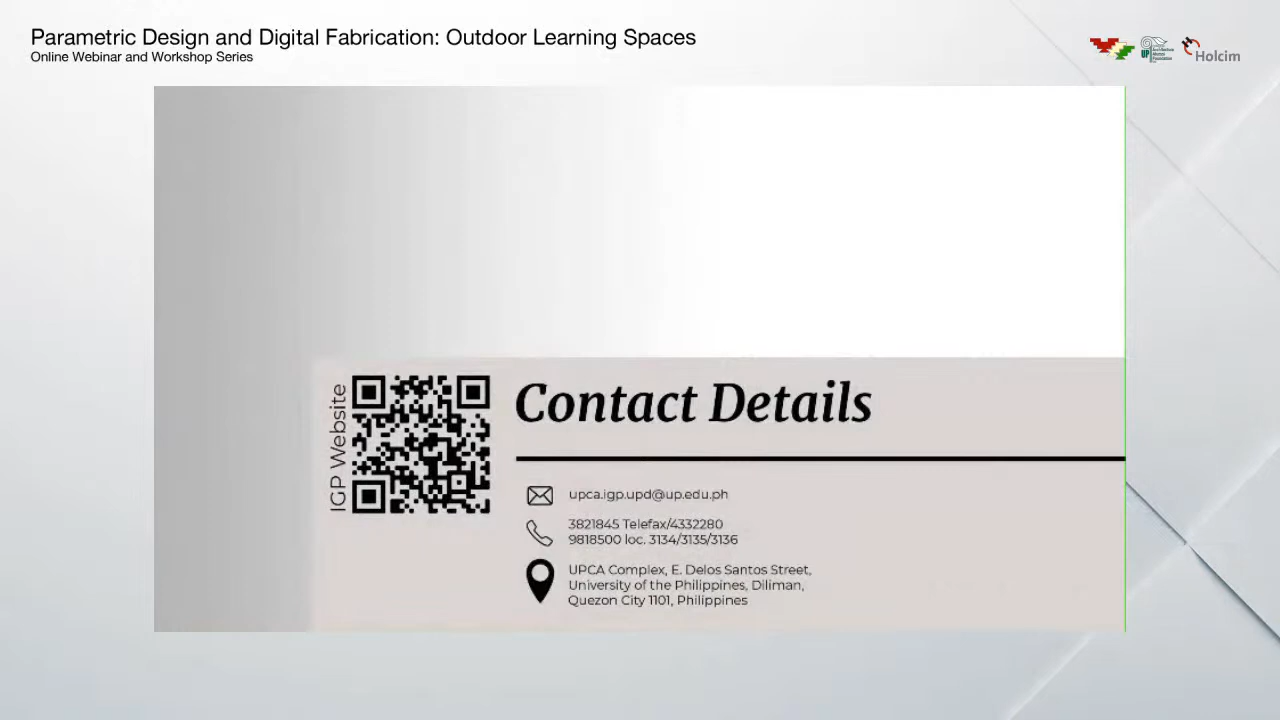 Parametric Design and Digital Fabrication: Outdoor Learning Spaces
Online Webinar and Workshop Series
UP
Holcim
IGP Website
Contact Details
upca.igp.upd@up.edu.ph
3821845 Telefax/4332280
9818500 loc. 3134/3135/3136
UPCA Complex, E. Delos Santos Street,
University of the Philippines, Diliman,
Quezon City 1101, Philippines